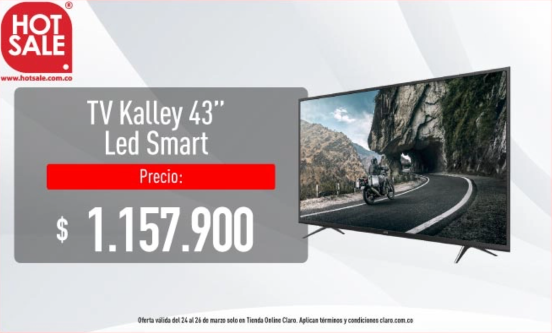 HOT
SALE
www.hotsale.com.co
TV Kalley 43’’
Led Smart
Precio:
$ 1.157.900
Oferta válida del 24 al 26 de marzo solo en Tienda Online Claro. Aplican términos y condiciones claro.com.co